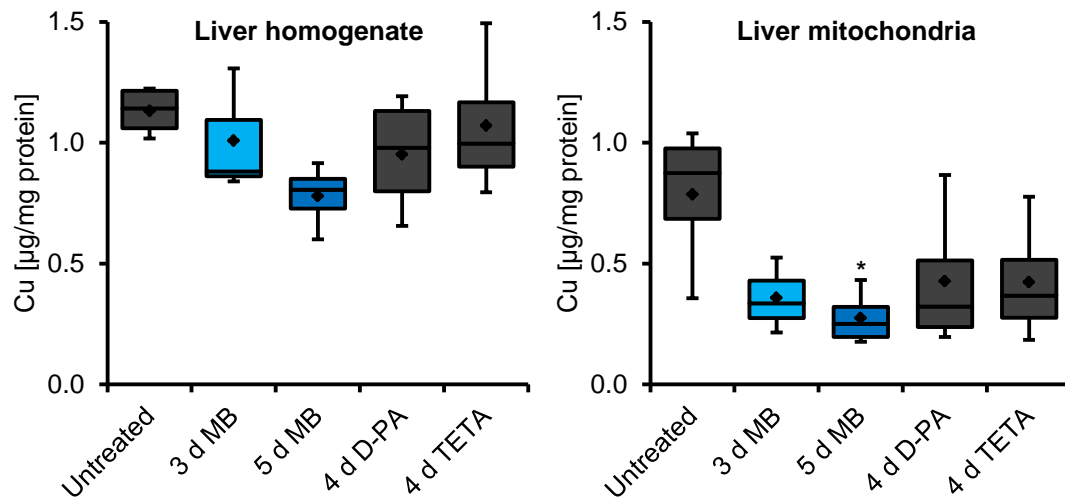 Liver homogenate
Cu [µg/mg protein]
1.5
1.0
0.5
0.0
Untreated
3 d MB
5 d MB
4 d D-PA
4 d TETA
Liver mitochondria
Cu [µg/mg protein]
1.5
1.0
0.5
0.0
*
Untreated
3 d MB
5 d MB
4 d D-PA
4 d TETA